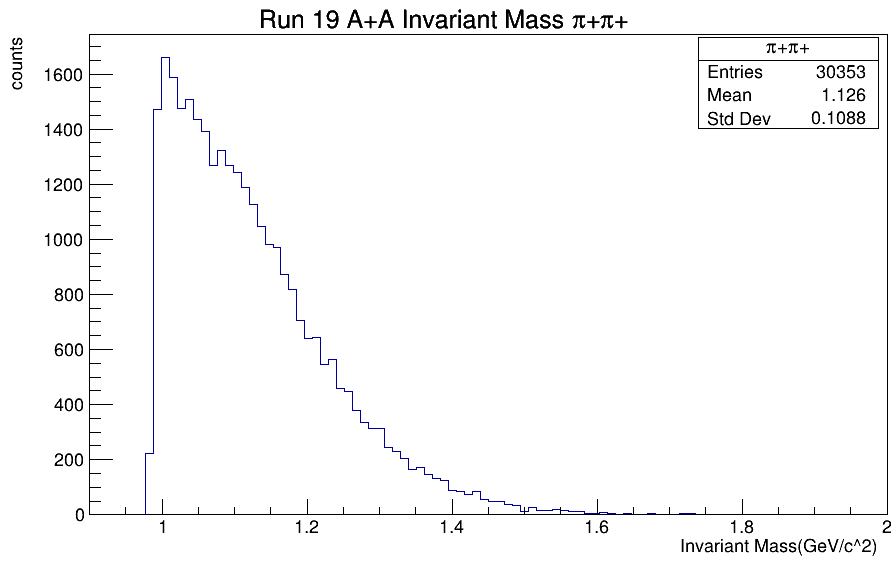 Run 19 A+A Invariant Mass π+π+
counts
π+π+
Entries 30353
Mean 1.126
Std Dev 0.1088
1600
1400
1200
1000
800
600
400
200
0
1 1.2 1.4 1.6 1.8 2
Invariant Mass(GeV/c^2)